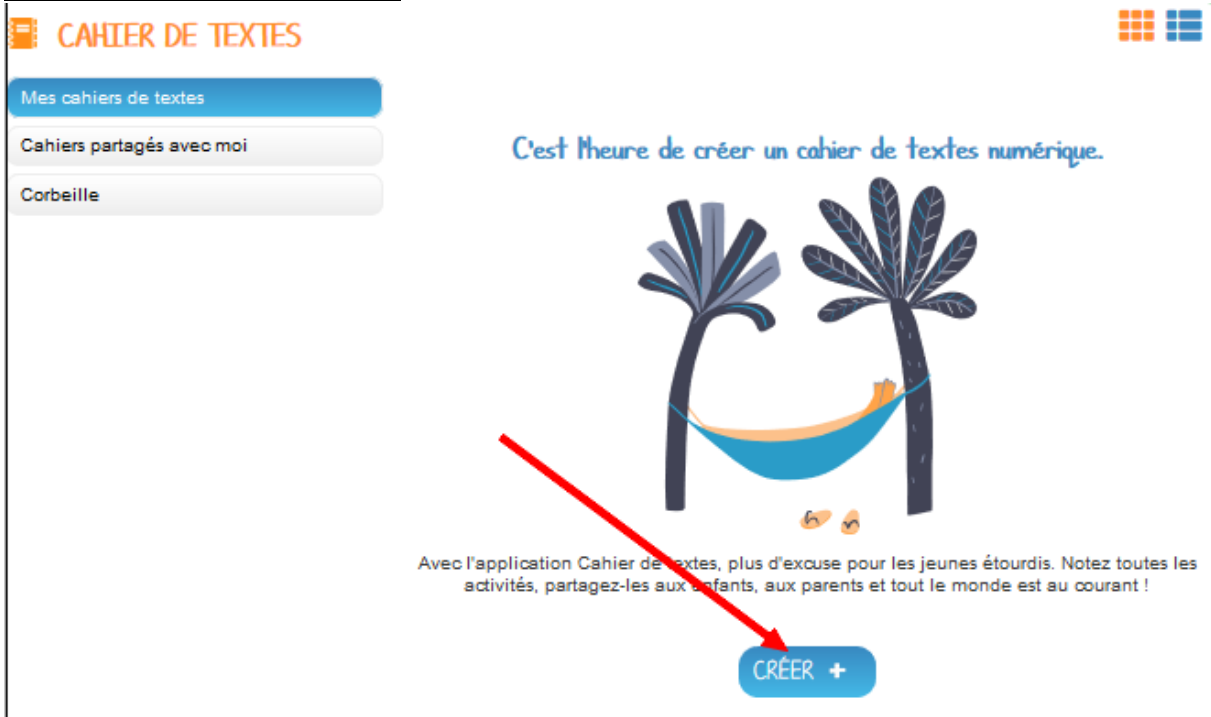 CAHIER DE TEXTES
Mes cahiers de textes
Cahiers partagés avec moi
Corbeille
C'est l'heure de créer un cahier de textes numérique.
Avec l'application Cahier de textes, plus d'excuse pour les jeunes étourdis. Notez toutes les
activités, partagez-les aux enfants, aux parents et tout le monde est au courant !
CRÉER +